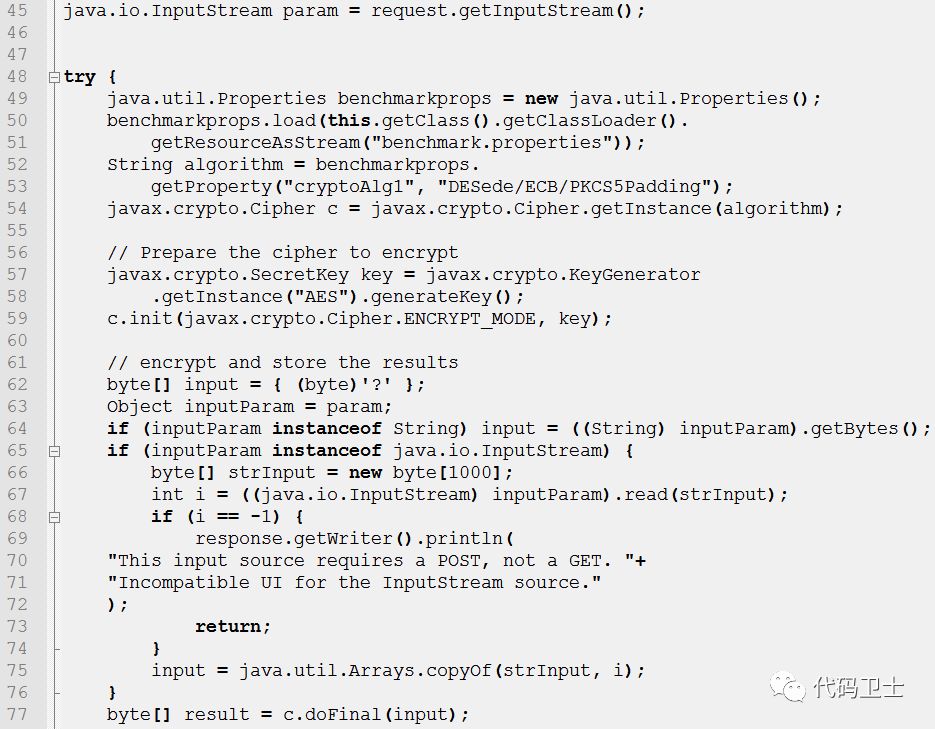 45 java.io.InputStream param = request.getInputStream();
46
47
48 try {
49 java.util.Properties benchmarkprops = new java.util.Properties();
50 benchmarkprops.load(this.getClass().getClassLoader().
51 getResourceAsStream("benchmark.properties"));
52 String algorithm = benchmarkprops.
53 getProperty("cryptoAlg1", "DESede/ECB/PKCS5Padding");
54 javax.crypto.Cipher c = javax.crypto.Cipher.getInstance(algorithm);
55
56 // Prepare the cipher to encrypt
57 javax.crypto.SecretKey key = javax.crypto.KeyGenerator
58 .getInstance("AES").generateKey();
59 c.init(javax.crypto.Cipher.ENCRYPT_MODE, key);
60
61 // encrypt and store the results
62 byte[] input = { (byte)'?' };
63 Object inputParam = param;
64 if (inputParam instanceof String) input = ((String) inputParam).getBytes();
65 if (inputParam instanceof java.io.InputStream) {
66 byte[] strInput = new byte[1000];
67 int i = ((java.io.InputStream) inputParam).read(strInput);
68 if (i == -1) {
69 response.getWriter().println(
70 "This input source requires a POST, not a GET. "+
71 "Incompatible UI for the InputStream source."
72 );
73 return;
74 }
75 input = java.util.Arrays.copyOf(strInput, i);
76 }
77 byte[] result = c.doFinal(input);
代码卫士